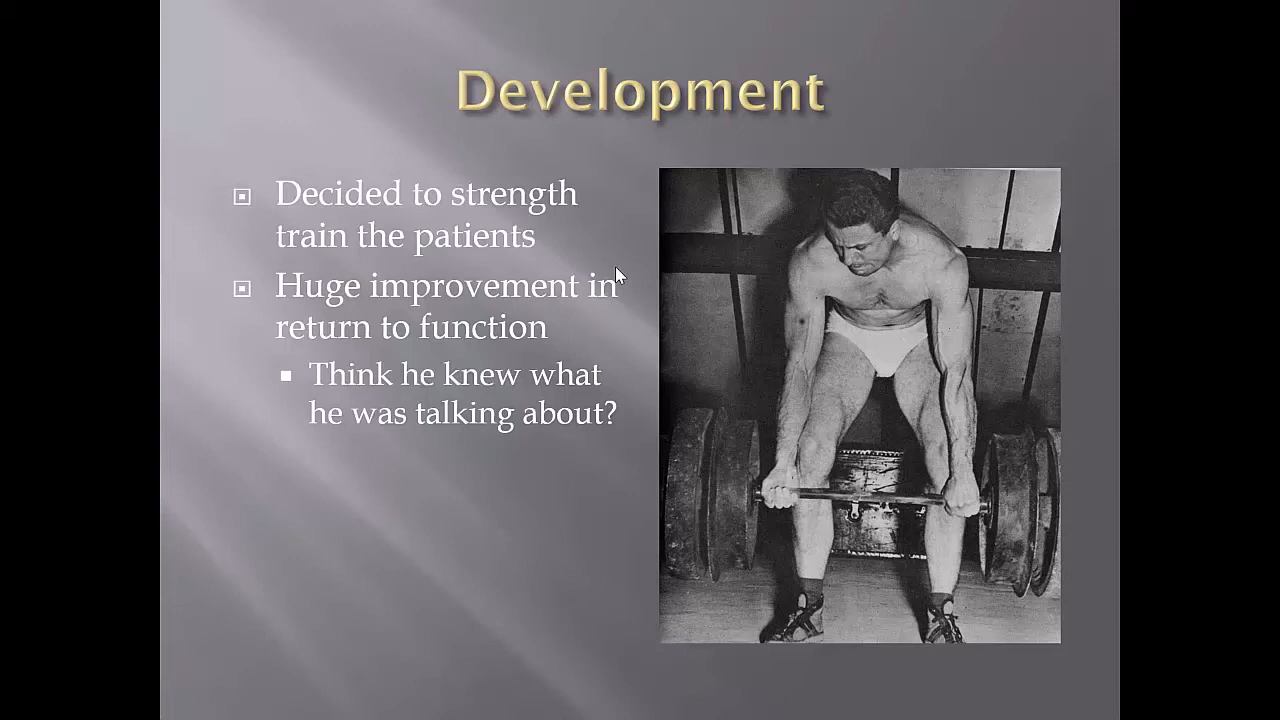 Development
Decided to strength
train the patients
Huge improvement in
return to function
Think he knew what
he was talking about?